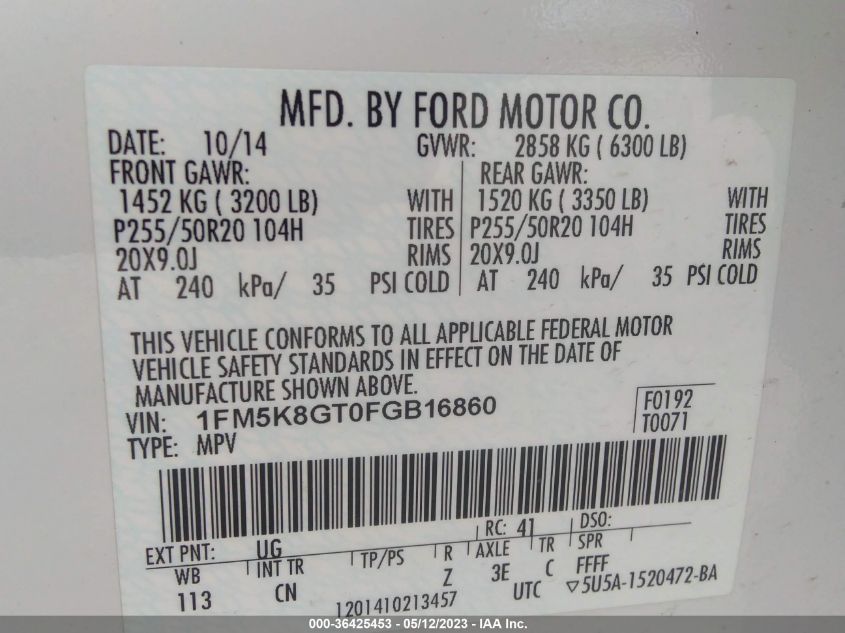 MFD. BY FORD MOTOR CO.
DATE: 10/14 GVWR: 2858 KG ( 6300 LB)
FRONT GAWR: REAR GAWR:
1452 KG ( 3200 LB) WITH 1520 KG ( 3350 LB) WITH
P255/50R20 104H TIRES P255/50R20 104H TIRES
20X9.0J RIMS 20X9.0J RIMS
AT 240 kPa/ 35 PSI COLD AT 240 kPa/ 35 PSI COLD
THIS VEHICLE CONFORMS TO ALL APPLICABLE FEDERAL MOTOR
VEHICLE SAFETY STANDARDS IN EFFECT ON THE DATE OF
MANUFACTURE SHOWN ABOVE.
VIN: 1FM5K8GT0FGB16860 F0192
TYPE: MPV T0071
EXT PNT: UG RC: 41 DSO:
WB INT TR TP/PS R AXLE TR SPR
113 CN Z 3E C FFFF
1201410213457 UTC ▽5U5A-1520472-BA
000-36425453 - 05/12/2023 - IAA Inc.